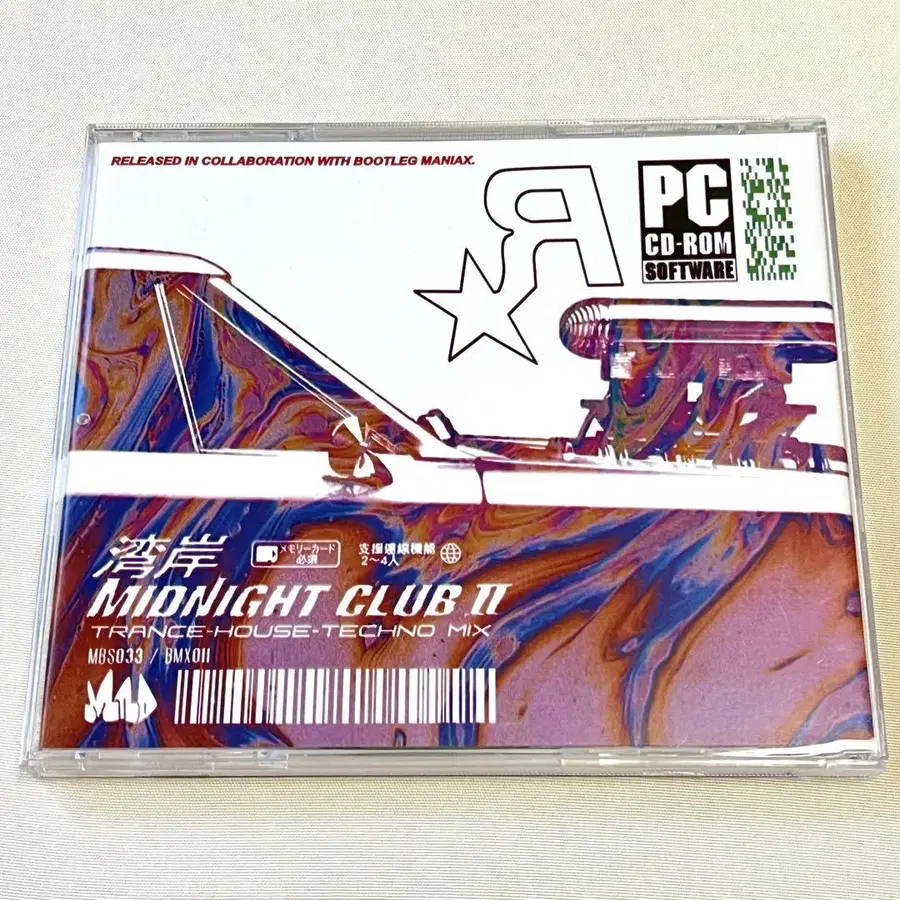 RELEASED IN COLLABORATION WITH BOOTLEG MANIAX.
R
PC
CD-ROM
SOFTWARE
湾岸
メモリーカード
必須
支援連線機能
2～4人
MIDNIGHT CLUB II
TRANCE-HOUSE-TECHNO MIX
MBS033 / BMX011